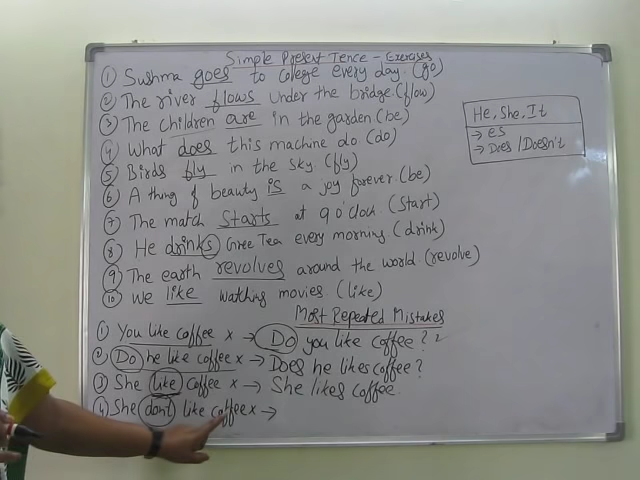 Simple Present Tence - Exercises
① Sushma goes to college every day. (go)
② The river flows under the bridge. (flow)
③ The children are in the garden (be)
④ What does this machine do (do)
⑤ Birds fly in the sky. (fly)
⑥ A thing of beauty is a joy forever. (be)
⑦ The match starts at 9 o'clock. (start)
⑧ He drinks Gree Tea every morning. (drink)
⑨ The earth revolves around the world (revolve)
⑩ We like watching movies. (like)
He, She, It
→ es
→ Does / Doesn't
Most Repeated Mistakes
① You like coffee x → Do you like coffee?
② Do he like coffee x → Does he likes coffee?
③ She like coffee x → She likes coffee.
④ She dont like coffee x →